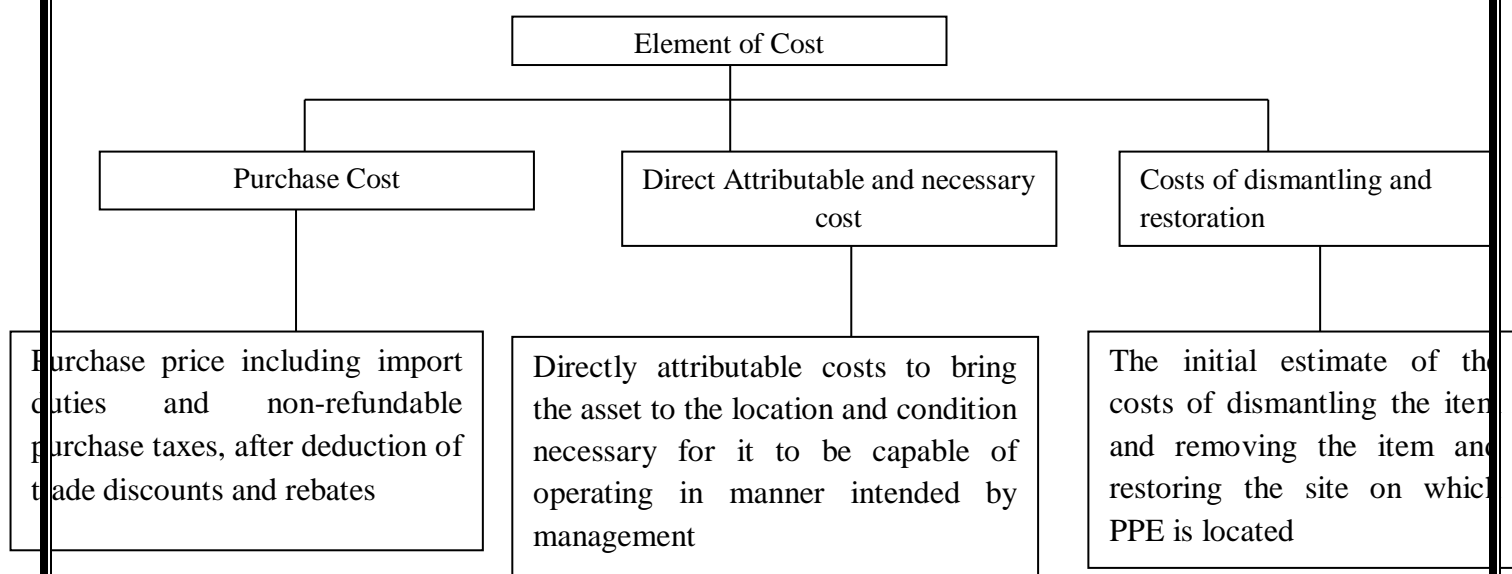 Element of Cost
Purchase Cost
Direct Attributable and necessary
cost
Costs of dismantling and
restoration
Purchase price including import
duties and non-refundable
purchase taxes, after deduction of
trade discounts and rebates
Directly attributable costs to bring
the asset to the location and condition
necessary for it to be capable of
operating in manner intended by
management
The initial estimate of the
costs of dismantling the item
and removing the item and
restoring the site on which
PPE is located